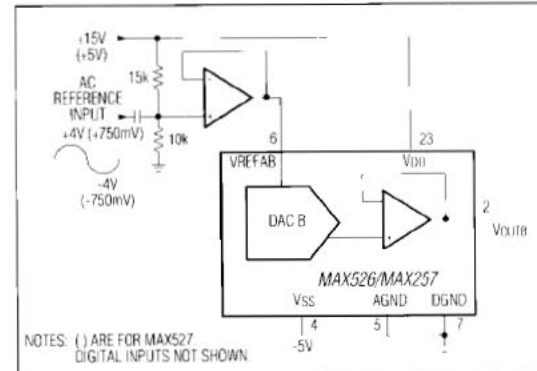 +15V
(+5V)
15k
AC
REFERENCE
INPUT
+4V (+750mV)
10k
-4V
(-750mV)
6
23
VREFAB
VDD
DAC B
2
VOUTB
MAX526/MAX257
VSS
AGND
DGND
4
5
7
-5V
NOTES: ( ) ARE FOR MAX527
DIGITAL INPUTS NOT SHOWN